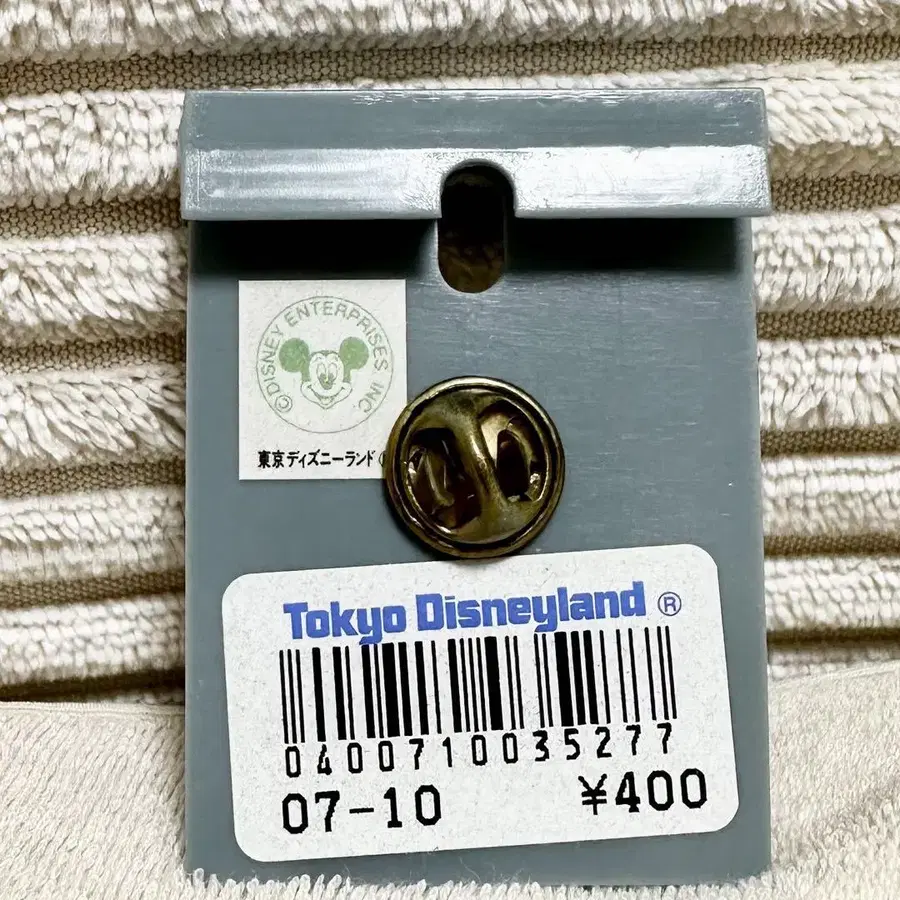 ©DISNEY ENTERPRISES INC
東京ディズニーランド
Tokyo Disneyland ®
0400710035277
07-10 ¥400